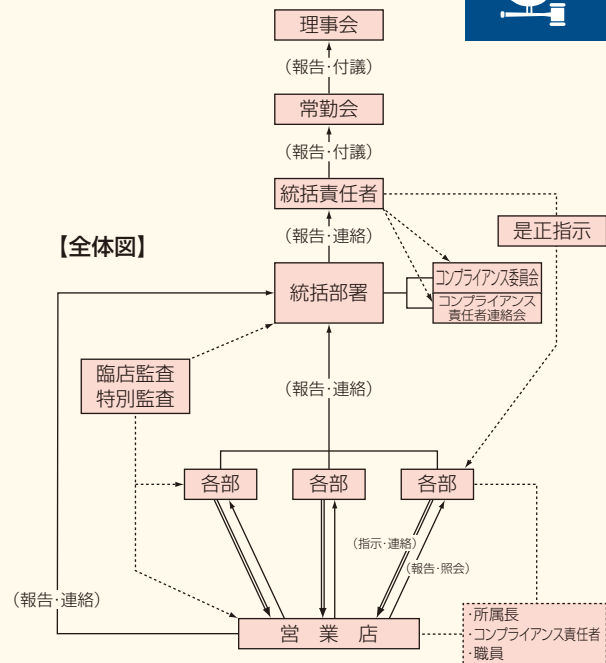 理事会
(報告・付議)
常勤会
(報告・付議)
統括責任者
是正指示
(報告・連絡)
【全体図】
統括部署
コンプライアンス委員会
コンプライアンス
責任者連絡会
臨店監査
特別監査
(報告・連絡)
各部
各部
各部
(指示・連絡)
(報告・照会)
(報告・連絡)
営業店
・所属長
・コンプライアンス責任者
・職員